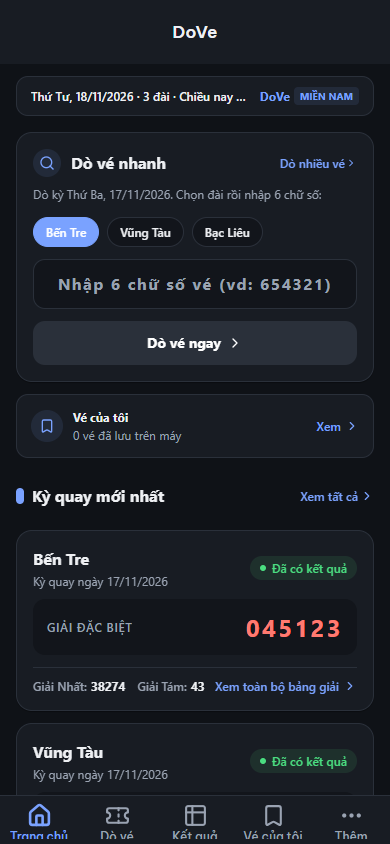 DoVe
Thứ Tư, 18/11/2026 · 3 đài · Chiều nay ...
DoVe MIỀN NAM
Dò vé nhanh
Dò nhiều vé
Dò kỳ Thứ Ba, 17/11/2026. Chọn đài rồi nhập 6 chữ số:
Bến Tre
Vũng Tàu
Bạc Liêu
Nhập 6 chữ số vé (vd: 654321)
Dò vé ngay
Vé của tôi
0 vé đã lưu trên máy
Xem
Kỳ quay mới nhất
Xem tất cả
Bến Tre
Kỳ quay ngày 17/11/2026
Đã có kết quả
GIẢI ĐẶC BIỆT
045123
Giải Nhất: 38274
Giải Tám: 43
Xem toàn bộ bảng giải
Vũng Tàu
Kỳ quay ngày 17/11/2026
Đã có kết quả
Trang chủ
Dò vé
Kết quả
Vé của tôi
Thêm